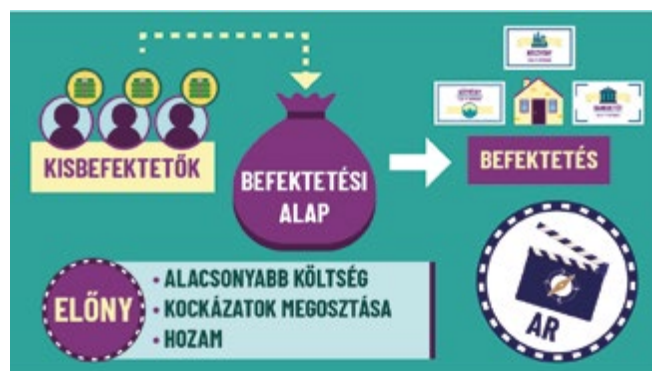 KISBEFEKTETŐK
BEFEKTETÉSI
ALAP
BEFEKTETÉS
ELŐNY
• ALACSONYABB KÖLTSÉG
• KOCKÁZATOK MEGOSZTÁSA
• HOZAM
AR